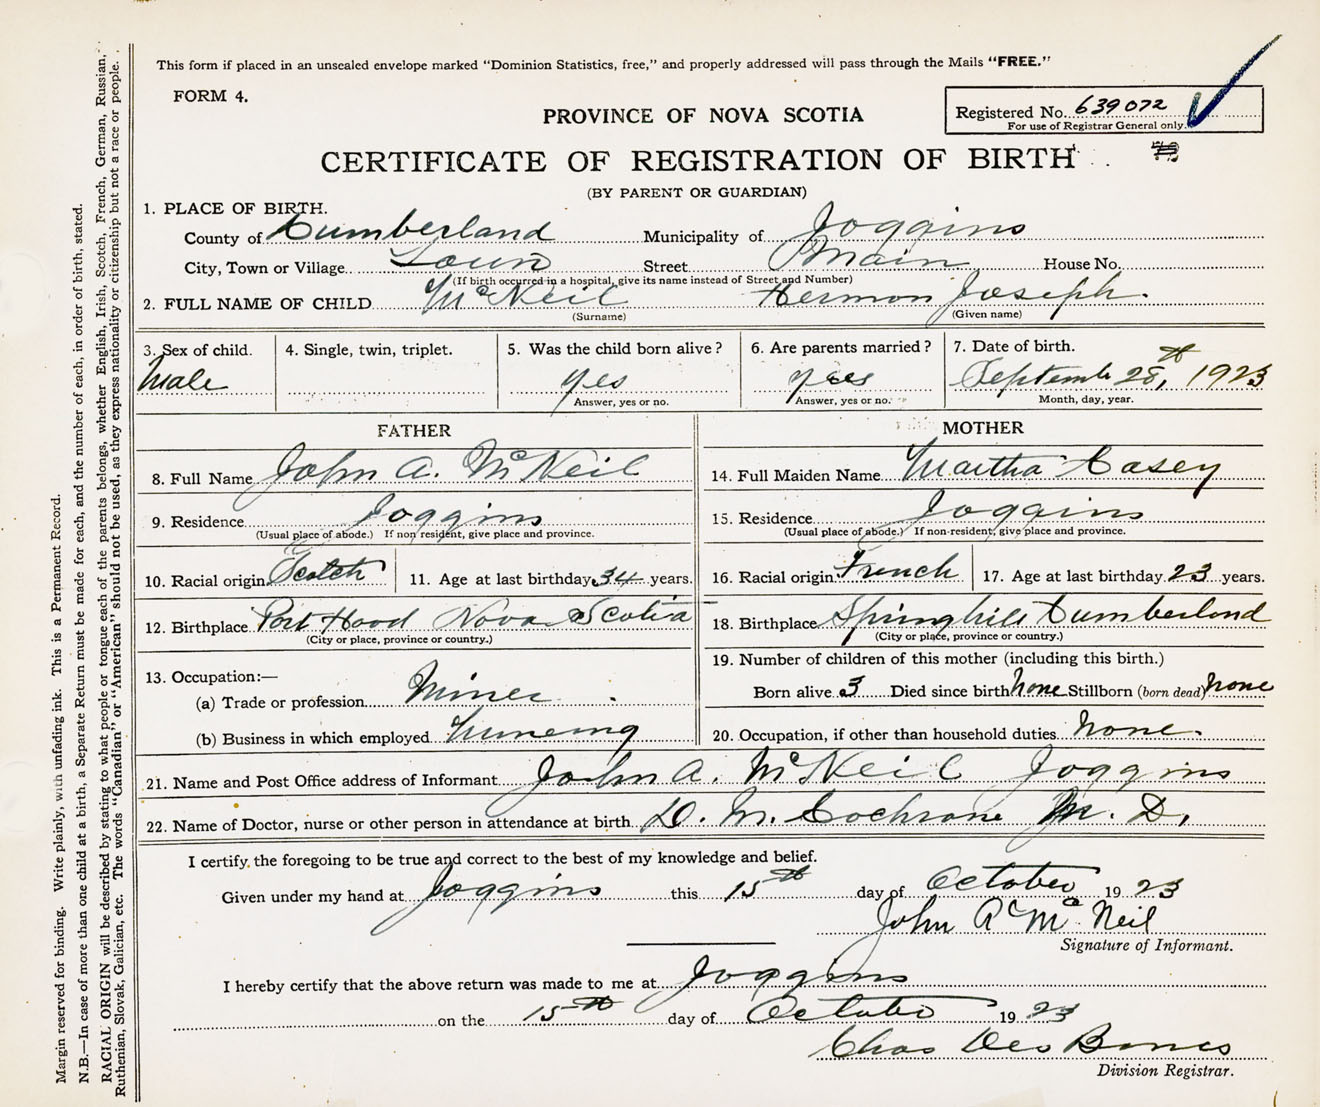 This form if placed in an unsealed envelope marked "Dominion Statistics, free," and properly addressed will pass through the Mails "FREE."
FORM 4.
PROVINCE OF NOVA SCOTIA
Registered No. 639072
For use of Registrar General only.
CERTIFICATE OF REGISTRATION OF BIRTH
(BY PARENT OR GUARDIAN)
1. PLACE OF BIRTH.
County of Cumberland Municipality of Joggins
City, Town or Village Town Street Main House No.
(If birth occurred in a hospital, give its name instead of Street and Number)
2. FULL NAME OF CHILD McNeil Hermon Joseph.
(Surname) (Given name)
3. Sex of child. 4. Single, twin, triplet. 5. Was the child born alive? 6. Are parents married? 7. Date of birth.
Male yes yes Septemb 28th, 1923
Answer, yes or no. Answer, yes or no. Month, day, year.
FATHER
8. Full Name John A. McNeil
9. Residence Joggins
(Usual place of abode.) If non resident, give place and province.
10. Racial origin Scotch 11. Age at last birthday 34 years.
12. Birthplace Port Hood Nova Scotia
(City or place, province or country.)
13. Occupation:—
(a) Trade or profession Miner
(b) Business in which employed
MOTHER
14. Full Maiden Name Martha Casey
15. Residence Joggins
(Usual place of abode.) If non-resident, give place and province.
16. Racial origin French 17. Age at last birthday 23 years.
18. Birthplace Springhill Cumberland
(City or place, province or country.)
19. Number of children of this mother (including this birth.)
Born alive 3 Died since birth None Stillborn (born dead) none
20. Occupation, if other than household duties None.
21. Name and Post Office address of Informant John A. McNeil Joggins
22. Name of Doctor, nurse or other person in attendance at birth D. M. Cochrane M. D.
I certify the foregoing to be true and correct to the best of my knowledge and belief.
Given under my hand at Joggins this 15th day of October 1923
John A McNeil
Signature of Informant.
I hereby certify that the above return was made to me at Joggins
on the 15th day of October 1923
Chas Des
Division Registrar.
Margin reserved for binding. Write plainly, with unfading ink. This is a Permanent Record.
N.B.—In case of more than one child at a birth, a Separate Return must be made for each, and the number of each, in order of birth, stated.
RACIAL ORIGIN will be described by stating to what people or tongue each of the parents belongs, whether English, Irish, Scotch, French, German, Russian,
Ruthenian, Slovak, Galician, etc. The words "Canadian" or "American" should not be used, as they express nationality or citizenship but not a race or people.